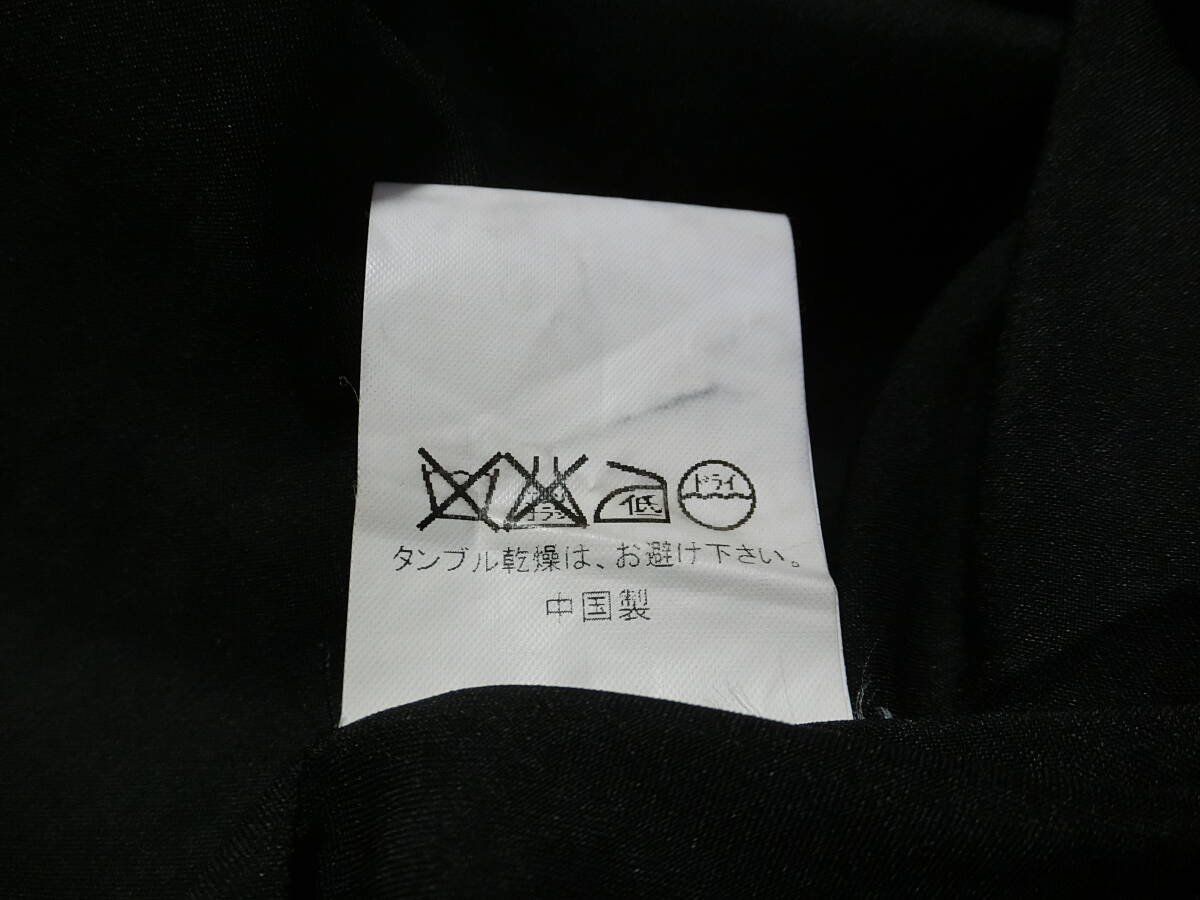 低 ドライ
タンブル乾燥は、お避け下さい。
中国製